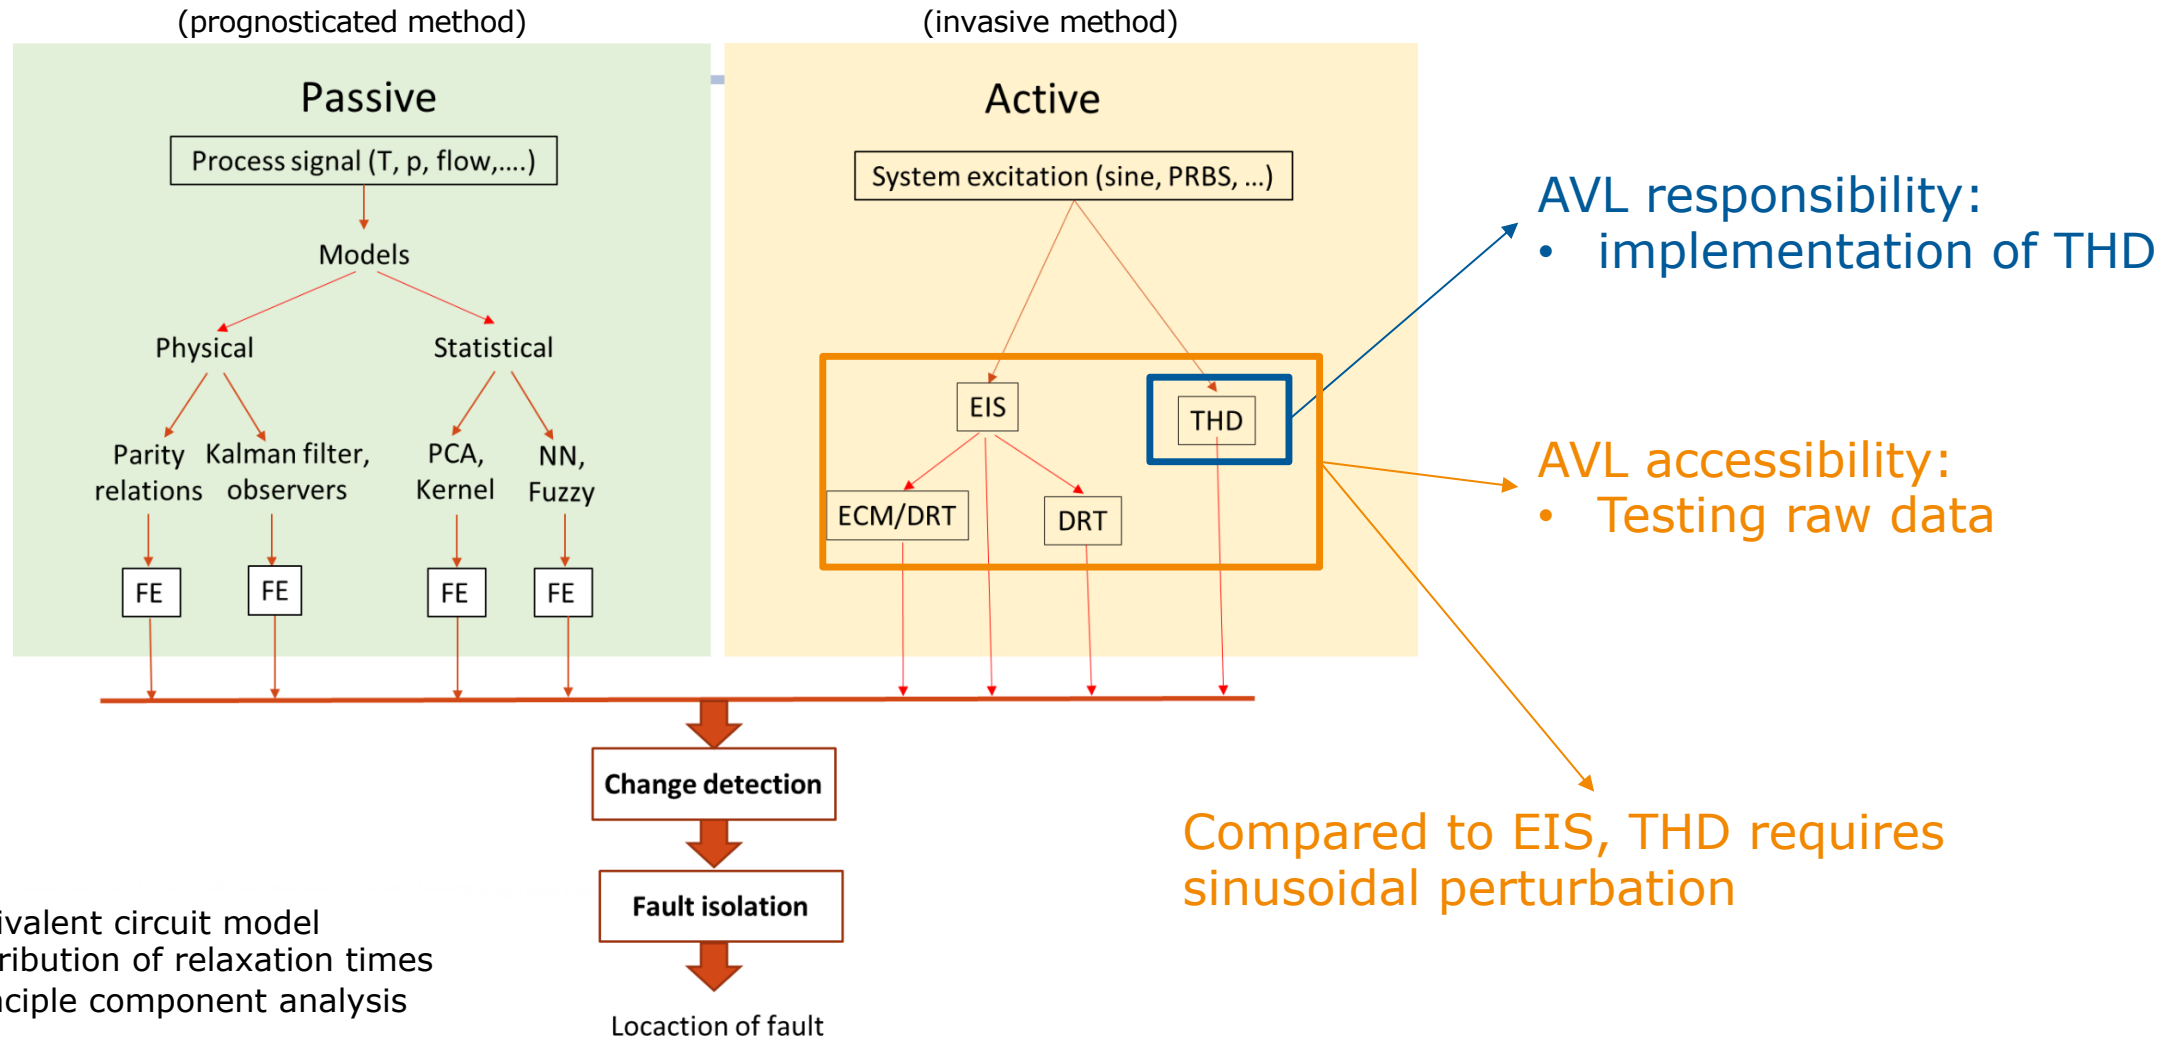 (prognosticated method)
(invasive method)
Passive
Active
Process signal (T, p, flow,....)
System excitation (sine, PRBS, ...)
Models
Physical
Statistical
Parity
relations
Kalman filter,
observers
PCA,
Kernel
NN,
Fuzzy
FE
FE
FE
FE
EIS
THD
ECM/DRT
DRT
AVL responsibility:
• implementation of THD
AVL accessibility:
• Testing raw data
Compared to EIS, THD requires
sinusoidal perturbation
Change detection
Fault isolation
Locaction of fault
ivalent circuit model
ribution of relaxation times
ciple component analysis